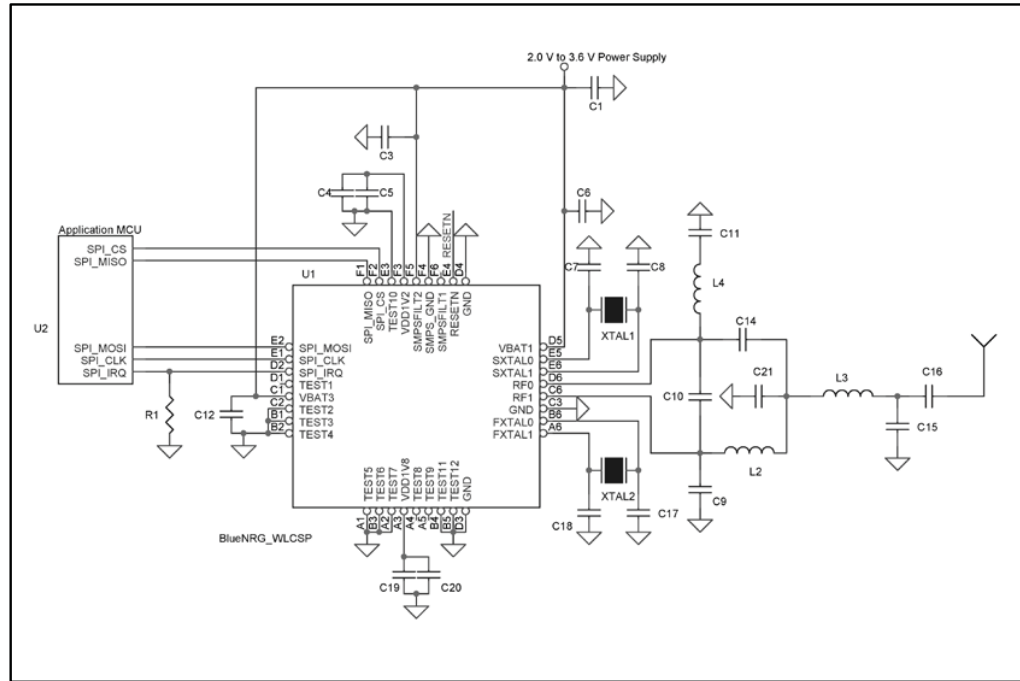 2.0 V to 3.6 V Power Supply
C1
C3
C4
C5
C6
RESETN
Application MCU
SPI_CS
SPI_MISO
U2
SPI_MOSI
SPI_CLK
SPI_IRQ
R1
C12
U1
F1
F2
E3
F3
F5
F4
F6
E4
D4
SPI_MISO
SPI_CS
TEST10
VDD1V2
SMPSFILT2
SMPS_GND
SMPSFILT1
RESETN
GND
E2
E1
D2
D1
C1
C2
B1
B2
SPI_MOSI
SPI_CLK
SPI_IRQ
TEST1
VBAT3
TEST2
TEST3
TEST4
VBAT1
SXTAL0
SXTAL1
RF0
RF1
GND
FXTAL0
FXTAL1
D5
E5
E6
D6
C6
C3
B6
A6
TEST5
TEST6
TEST7
VDD1V8
TEST8
TEST9
TEST11
TEST12
GND
A1
B3
A2
A3
A4
A5
B4
B5
D3
BlueNRG_WLCSP
C19
C20
C7
C8
XTAL1
XTAL2
C18
C17
C11
L4
C14
C10
C21
L2
C9
L3
C16
C15